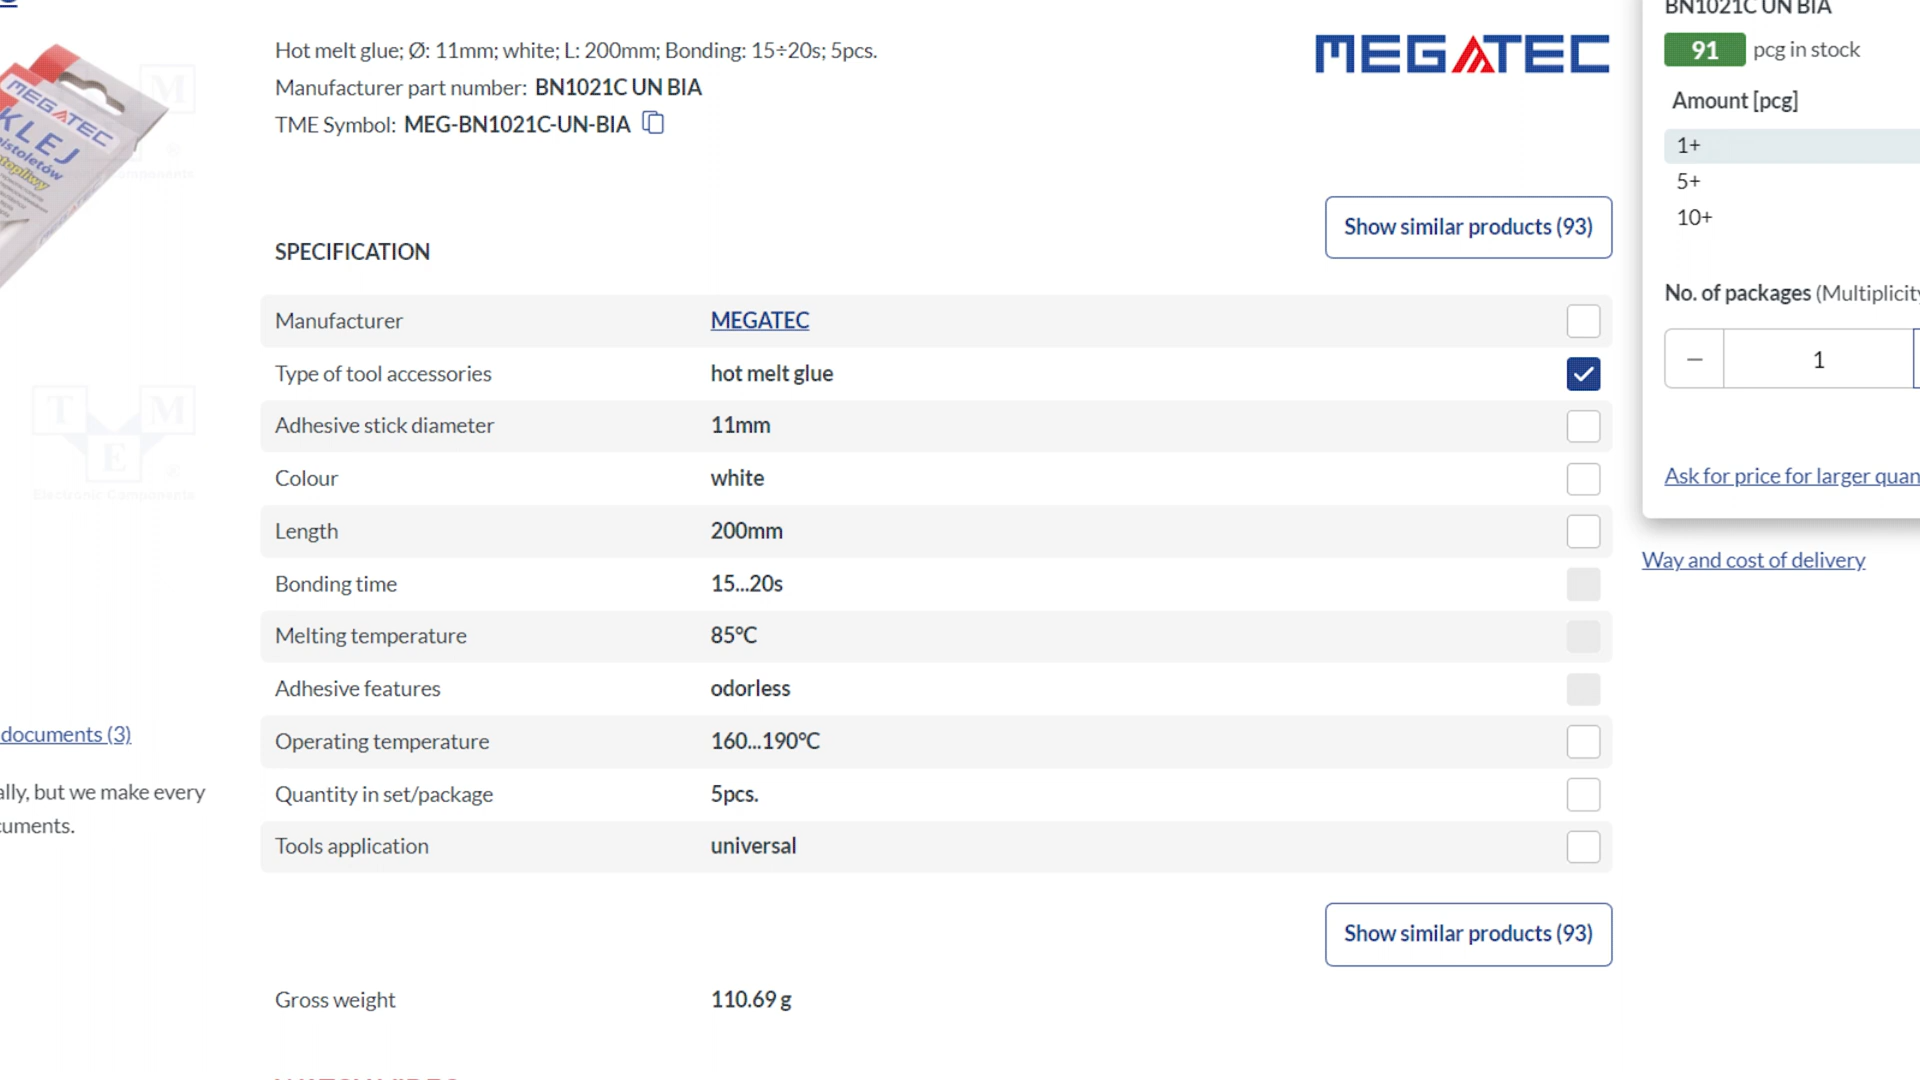 Hot melt glue; Ø: 11mm; white; L: 200mm; Bonding: 15÷20s; 5pcs.
Manufacturer part number: BN1021C UN BIA
TME Symbol: MEG-BN1021C-UN-BIA
MEGATEC
MEGATEC
KLEJ
pistoletów
Show similar products (93)
SPECIFICATION
Manufacturer MEGATEC
Type of tool accessories hot melt glue
Adhesive stick diameter 11mm
Colour white
Length 200mm
Bonding time 15...20s
Melting temperature 85°C
Adhesive features odorless
Operating temperature 160...190°C
Quantity in set/package 5pcs.
Tools application universal
Show similar products (93)
Gross weight 110.69 g
T M E ®
Electronic Components
documents (3)
ally, but we make every
cuments.
BN1021C UN BIA
91 pcg in stock
Amount [pcg]
1+
5+
10+
No. of packages (Multiplicity
− 1
Ask for price for larger quan
Way and cost of delivery